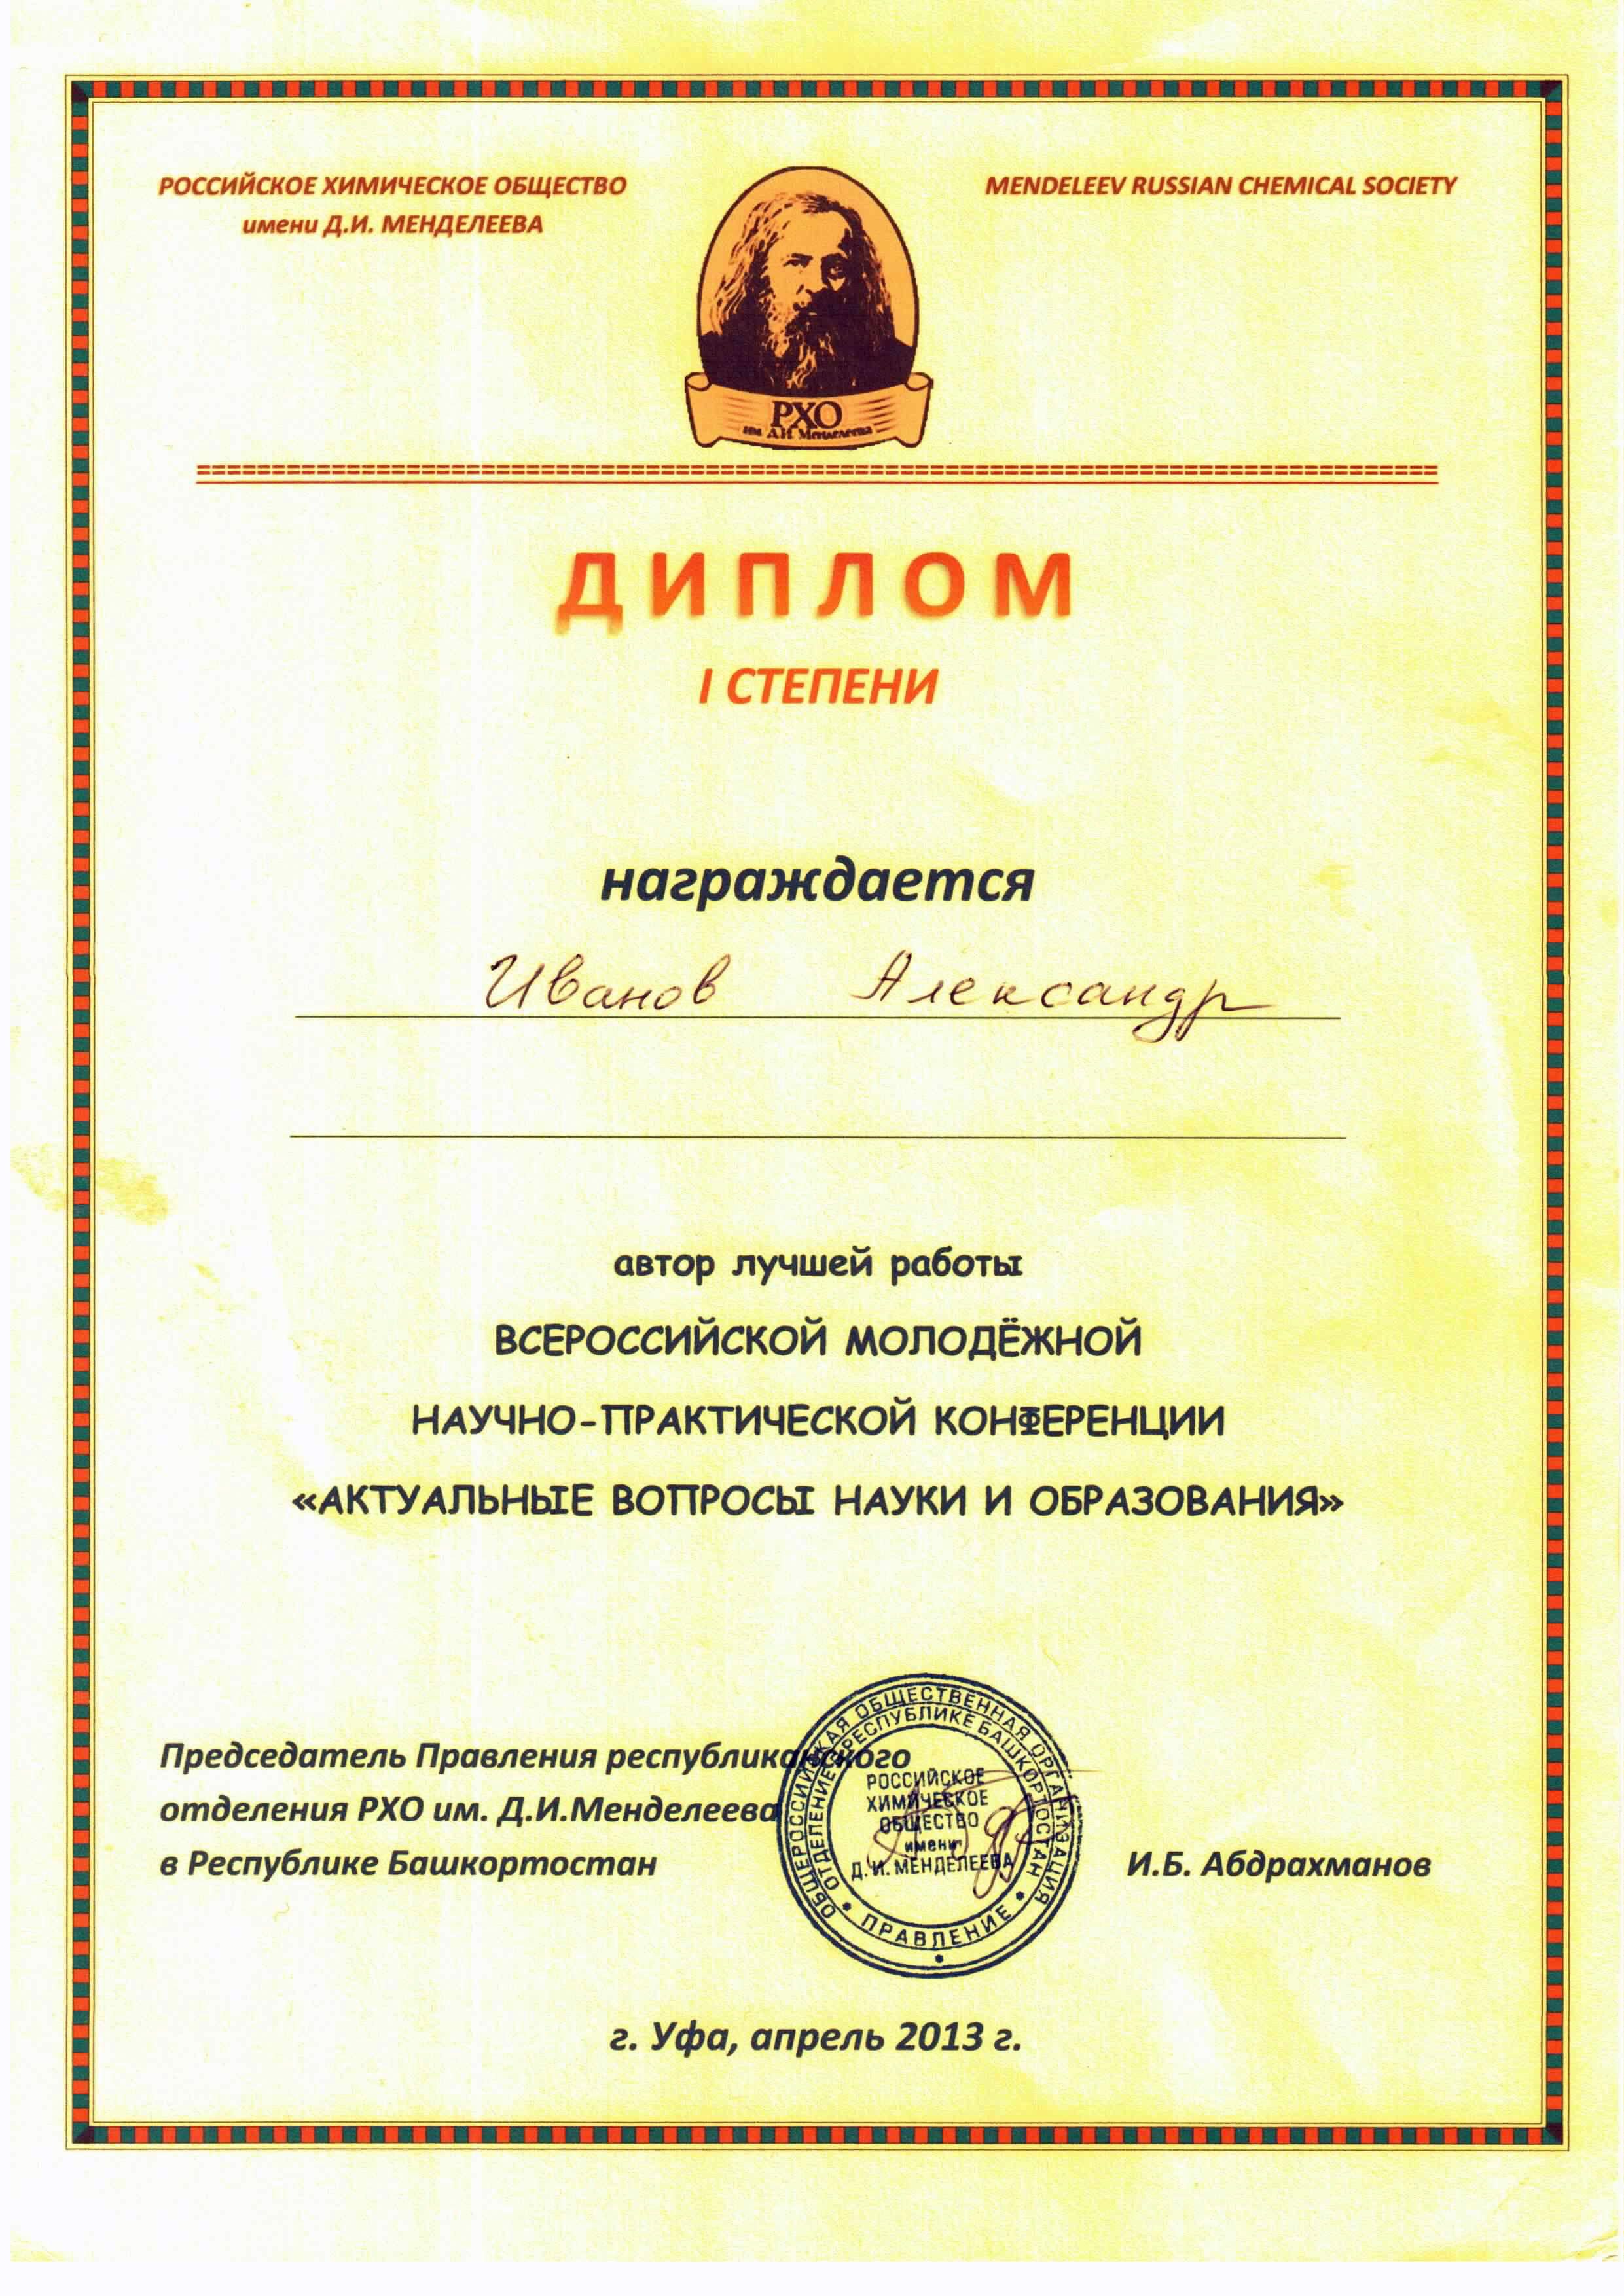 РОССИЙСКОЕ ХИМИЧЕСКОЕ ОБЩЕСТВО
имени Д.И. МЕНДЕЛЕЕВА
MENDELEEV RUSSIAN CHEMICAL SOCIETY
РХО
им. Д.И. Менделеева
ДИПЛОМ
I СТЕПЕНИ
награждается
Иванов Александр
автор лучшей работы
ВСЕРОССИЙСКОЙ МОЛОДЁЖНОЙ
НАУЧНО-ПРАКТИЧЕСКОЙ КОНФЕРЕНЦИИ
«АКТУАЛЬНЫЕ ВОПРОСЫ НАУКИ И ОБРАЗОВАНИЯ»
Председатель Правления республиканского
отделения РХО им. Д.И.Менделеева
в Республике Башкортостан
ОБЩЕРОССИЙСКАЯ ОБЩЕСТВЕННАЯ ОРГАНИЗАЦИЯ
ОТДЕЛЕНИЕ В РЕСПУБЛИКЕ БАШКОРТОСТАН
РОССИЙСКОЕ
ХИМИЧЕСКОЕ
ОБЩЕСТВО
имени
Д. И. МЕНДЕЛЕЕВА
ПРАВЛЕНИЕ
И.Б. Абдрахманов
г. Уфа, апрель 2013 г.